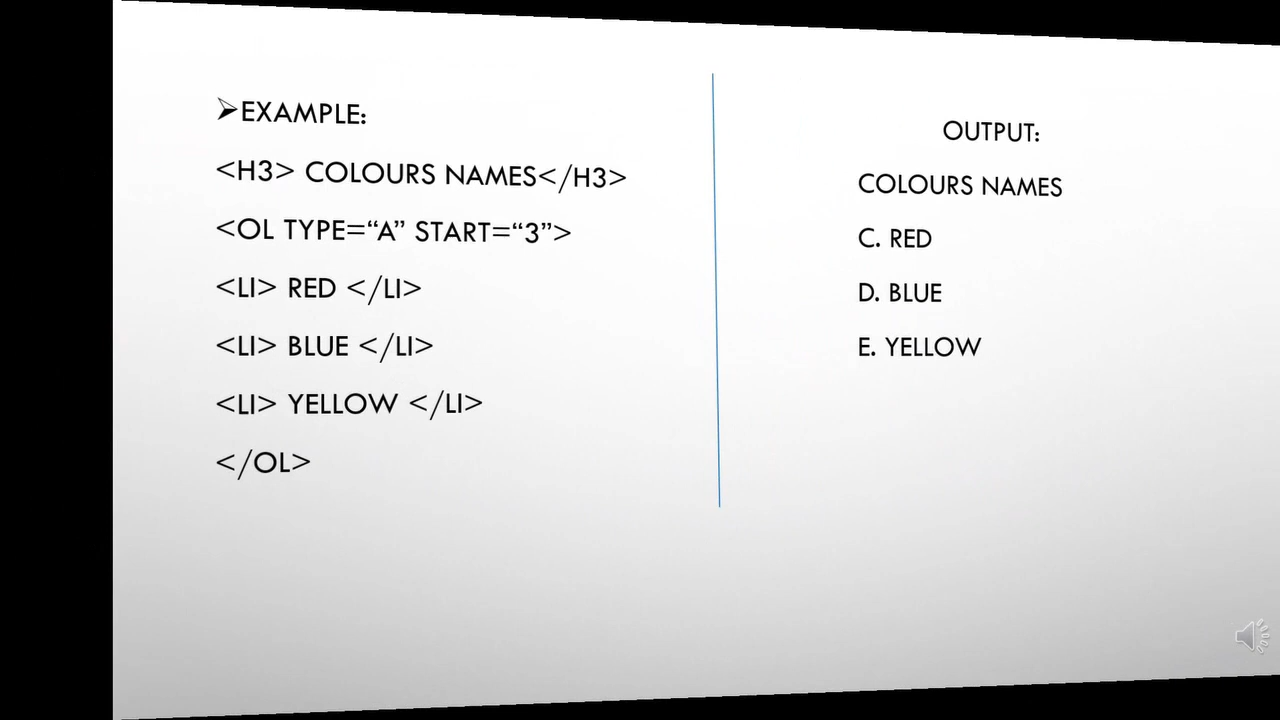 ➢EXAMPLE:
<H3> COLOURS NAMES</H3>
<OL TYPE=“A” START=“3”>
<LI> RED </LI>
<LI> BLUE </LI>
<LI> YELLOW </LI>
</OL>
OUTPUT:
COLOURS NAMES
C. RED
D. BLUE
E. YELLOW